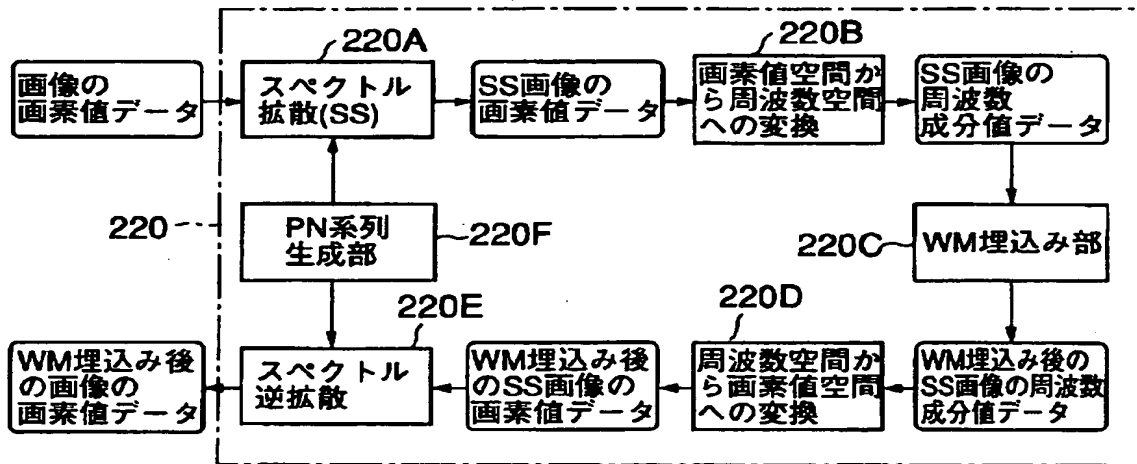 220A
220B
画像の
画素値データ
スペクトル
拡散(SS)
SS画像の
画素値データ
画素値空間か
ら周波数空間
への変換
SS画像の
周波数
成分値データ
220
PN系列
生成部
220F
220C
WM埋込み部
220E
220D
WM埋込み後
の画像の
画素値データ
スペクトル
逆拡散
WM埋込み後
のSS画像の
画素値データ
周波数空間か
ら画素値空間
への変換
WM埋込み後の
SS画像の周波数
成分値データ